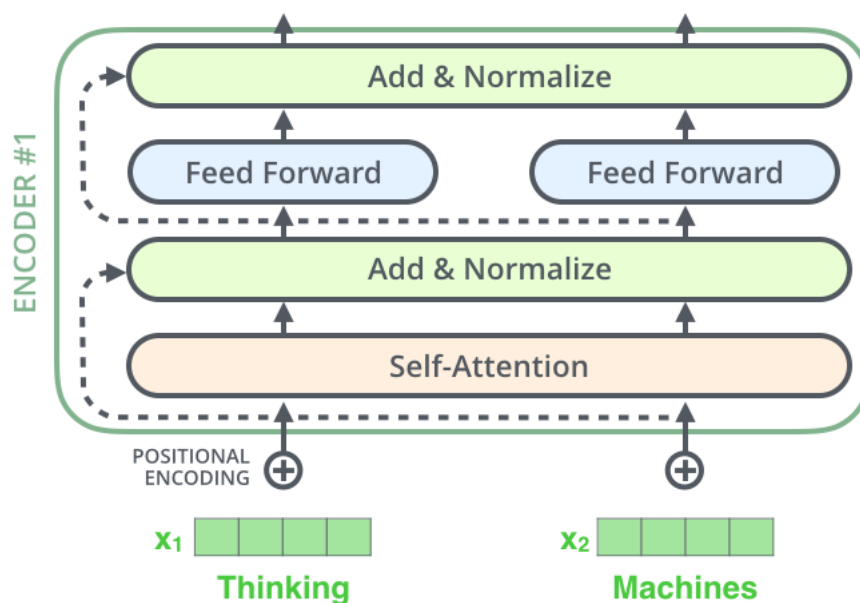 Add & Normalize
Feed Forward
Feed Forward
ENCODER #1
Add & Normalize
Self-Attention
POSITIONAL
ENCODING
x₁
x₂
Thinking
Machines